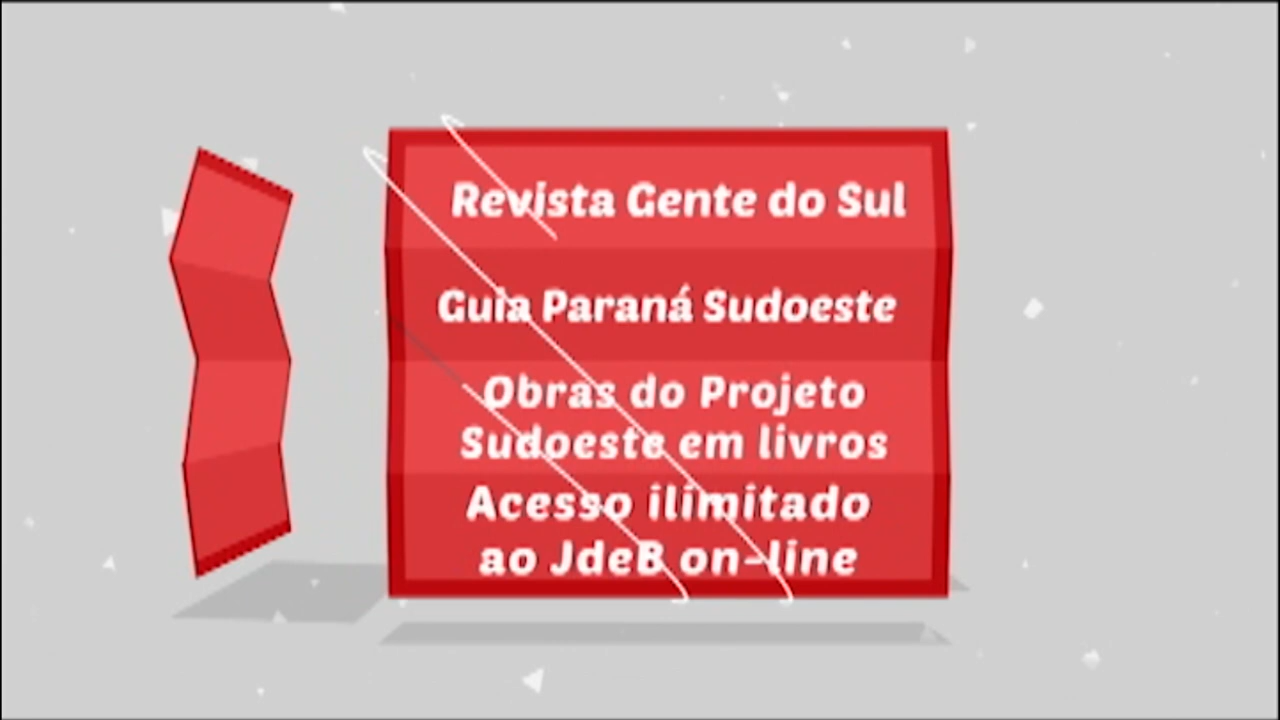 Revista Gente do Sul
Guia Paraná Sudoeste
Obras do Projeto
Sudoeste em livros
Acesso ilimitado
ao JdeB on-line